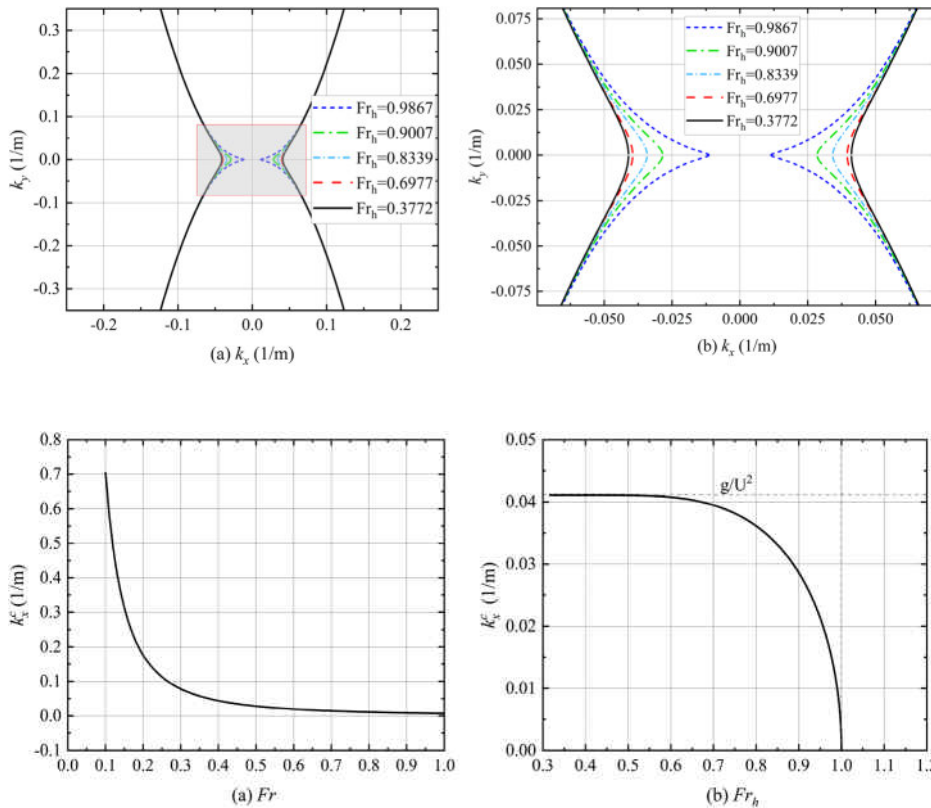 0.3
0.2
0.1
0.0
-0.1
-0.2
-0.3
k_y (1/m)
Fr_h=0.9867
Fr_h=0.9007
Fr_h=0.8339
Fr_h=0.6977
Fr_h=0.3772
-0.2 -0.1 0.0 0.1 0.2
(a) k_x (1/m)
0.075
0.050
0.025
0.000
-0.025
-0.050
-0.075
k_y (1/m)
Fr_h=0.9867
Fr_h=0.9007
Fr_h=0.8339
Fr_h=0.6977
Fr_h=0.3772
-0.050 -0.025 0.000 0.025 0.050
(b) k_x (1/m)
0.8
0.7
0.6
0.5
0.4
0.3
0.2
0.1
0.0
-0.1
k_x^c (1/m)
0.0 0.1 0.2 0.3 0.4 0.5 0.6 0.7 0.8 0.9 1.0
(a) Fr
0.05
0.04
0.03
0.02
0.01
0.00
k_x^c (1/m)
g/U²
0.3 0.4 0.5 0.6 0.7 0.8 0.9 1.0 1.1 1.2
(b) Fr_h